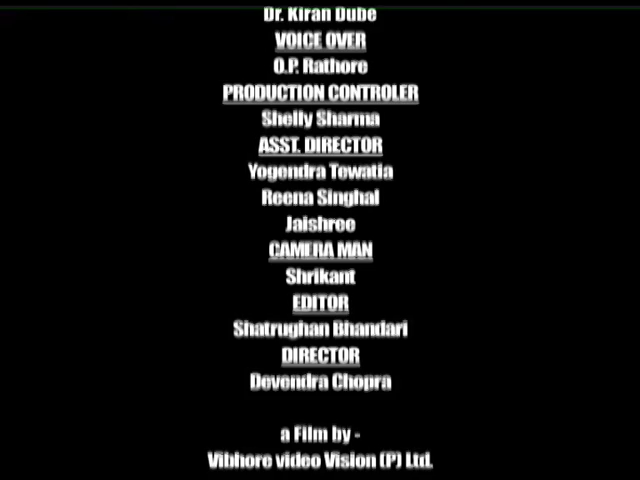 Dr. Kiran Dube
VOICE OVER
O.P. Rathore
PRODUCTION CONTROLER
Shelly Sharma
ASST. DIRECTOR
Yogendra Tewatia
Reena Singhal
Jaishree
CAMERA MAN
Shrikant
EDITOR
Shatrughan Bhandari
DIRECTOR
Devendra Chopra
a Film by -
Vibhore video Vision (P) Ltd.